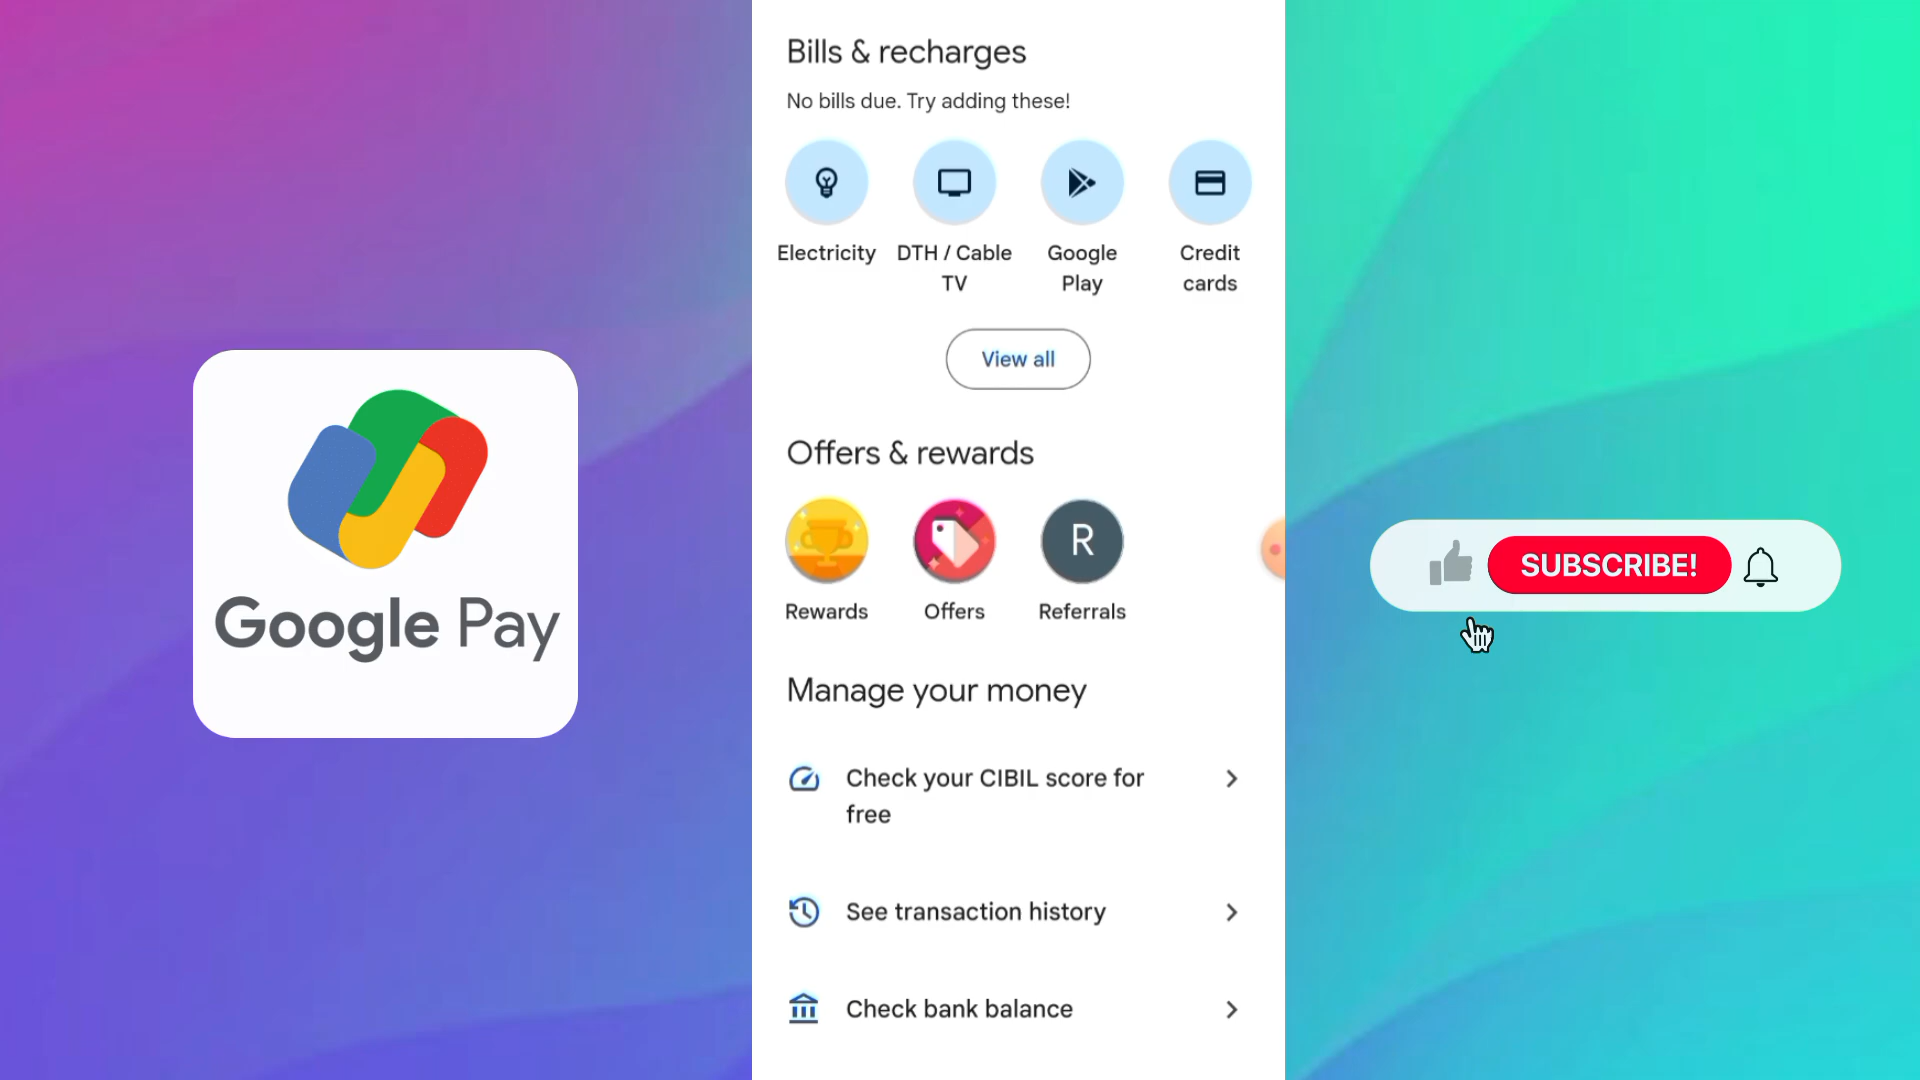 Google Pay
Bills & recharges
No bills due. Try adding these!
Electricity
DTH / Cable
TV
Google
Play
Credit
cards
View all
Offers & rewards
R
Rewards
Offers
Referrals
Manage your money
Check your CIBIL score for
free
See transaction history
Check bank balance
SUBSCRIBE!